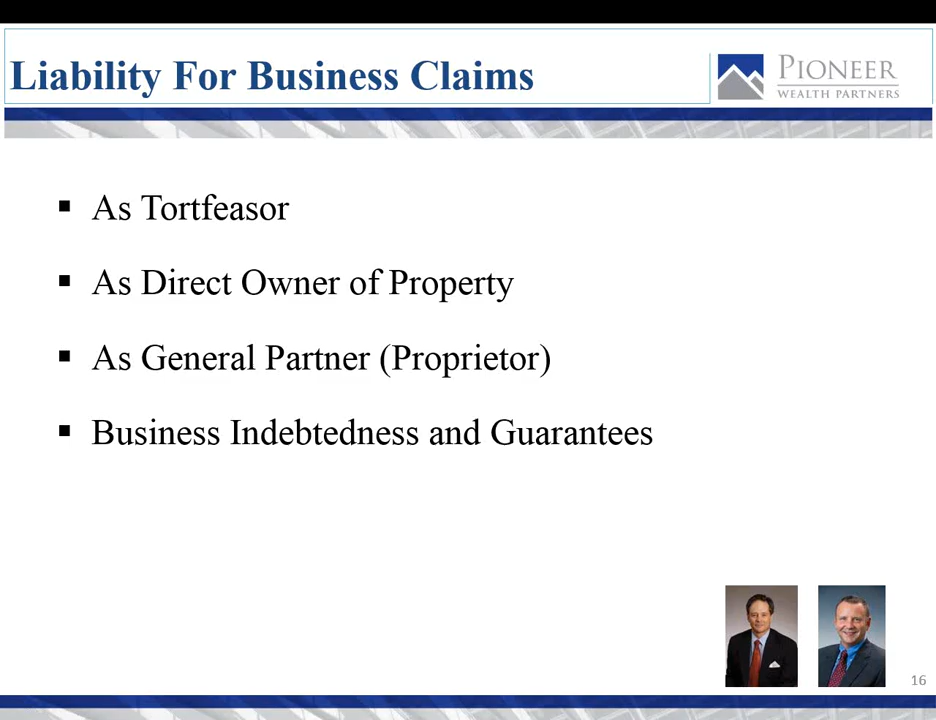 Liability For Business Claims
PIONEER
WEALTH PARTNERS
▪ As Tortfeasor
▪ As Direct Owner of Property
▪ As General Partner (Proprietor)
▪ Business Indebtedness and Guarantees
16